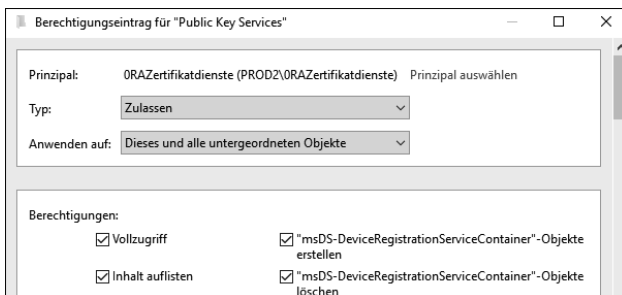 Berechtigungseintrag für "Public Key Services"
Prinzipal: 0RAZertifikatdienste (PROD2\0RAZertifikatdienste) Prinzipal auswählen
Typ: Zulassen
Anwenden auf: Dieses und alle untergeordneten Objekte
Berechtigungen:
Vollzugriff "msDS-DeviceRegistrationServiceContainer"-Objekte
erstellen
Inhalt auflisten "msDS-DeviceRegistrationServiceContainer"-Objekte
löschen